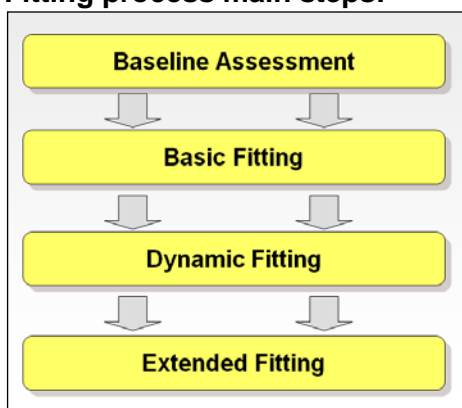 Fitting process main steps:
Baseline Assessment
Basic Fitting
Dynamic Fitting
Extended Fitting